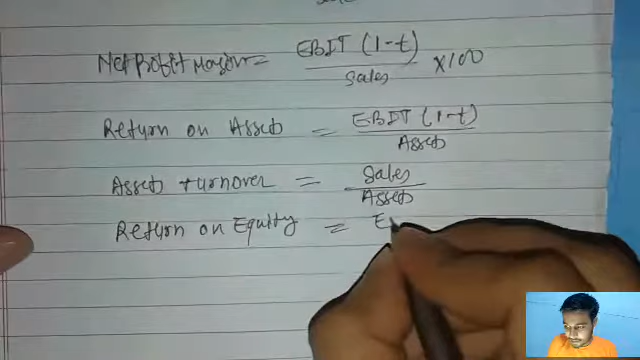 Net Profit Margin = EBIT (1-t) / Sales × 100
Return on Assets = EBIT (1-t) / Assets
Assets turnover = Sales / Assets
Return on Equity = E